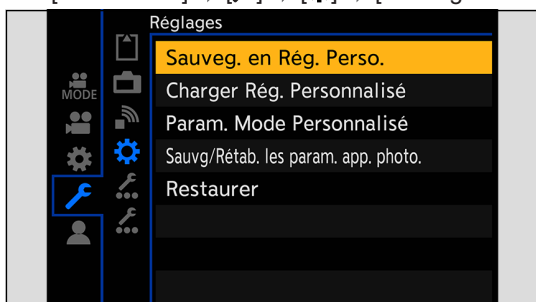 Réglages
Sauveg. en Rég. Perso.
Charger Rég. Personnalisé
Param. Mode Personnalisé
Sauvg/Rétab. les param. app. photo.
Restaurer
MODE